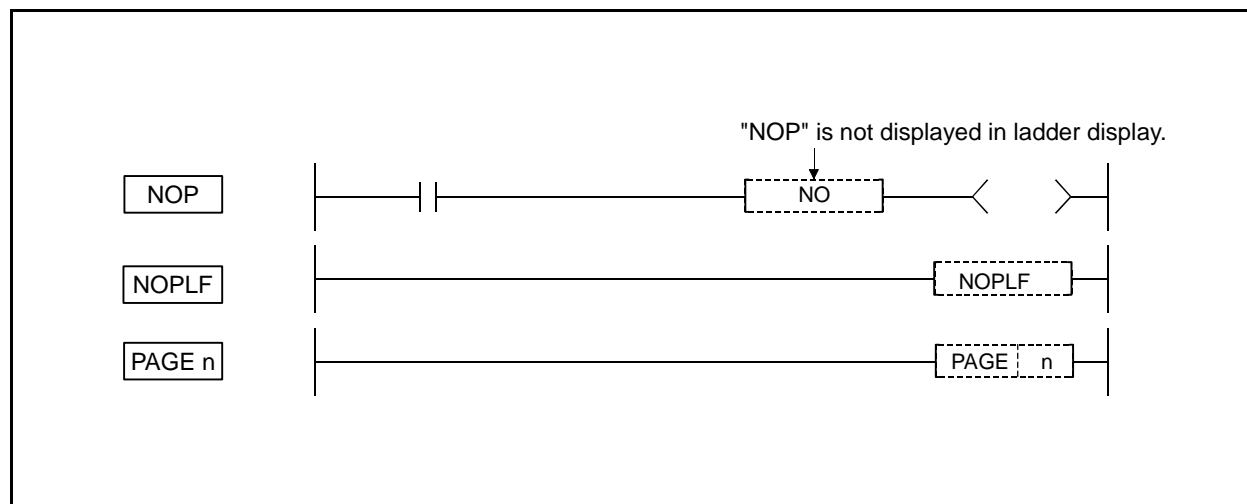 "NOP" is not displayed in ladder display.
NOP NO
NOPLF NOPLF
PAGE n PAGE n